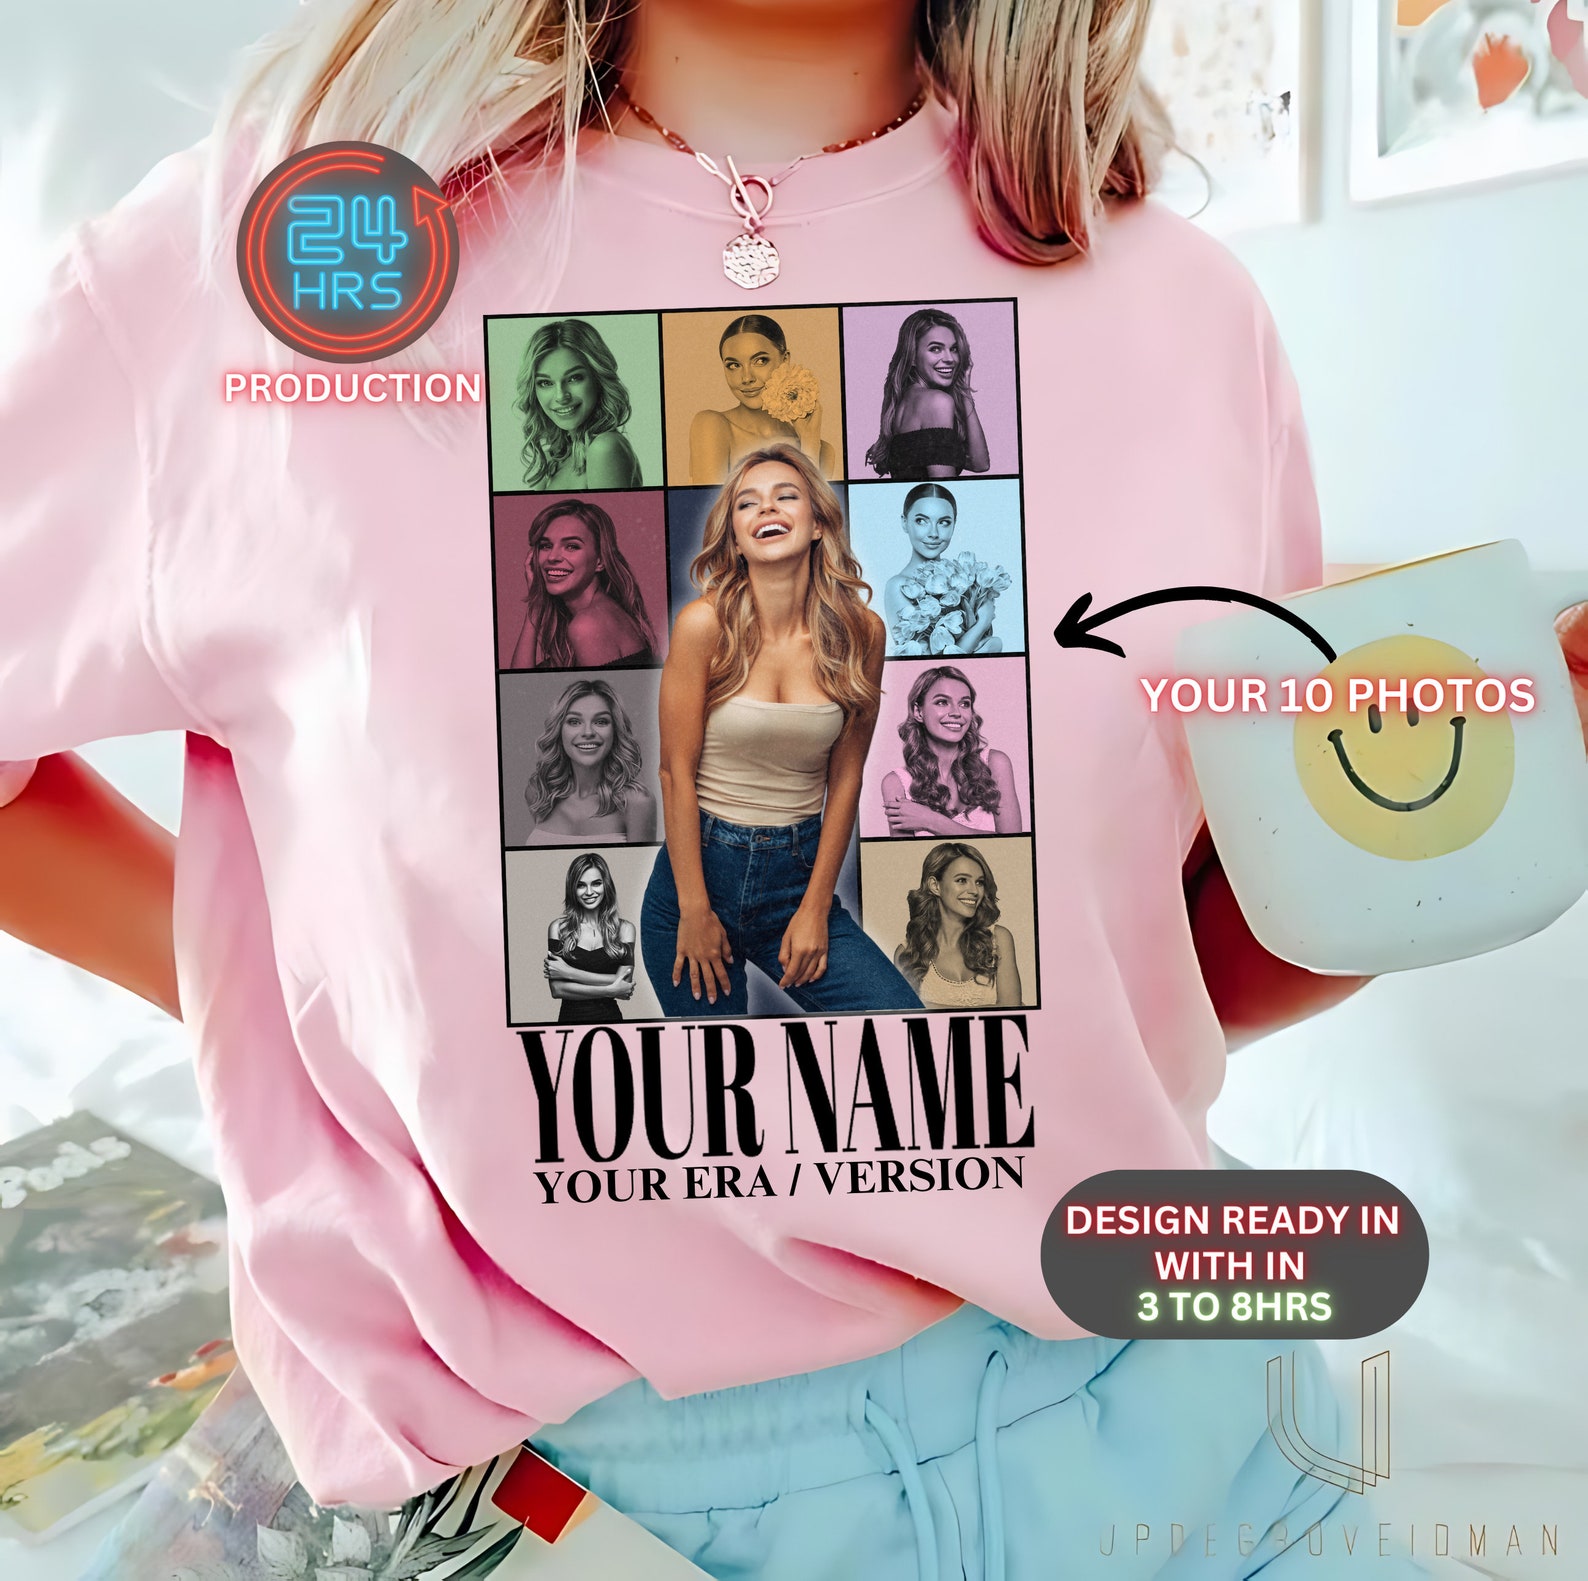 24
HRS
PRODUCTION
YOUR 10 PHOTOS
YOUR NAME
YOUR ERA / VERSION
DESIGN READY IN
WITH IN
3 TO 8HRS